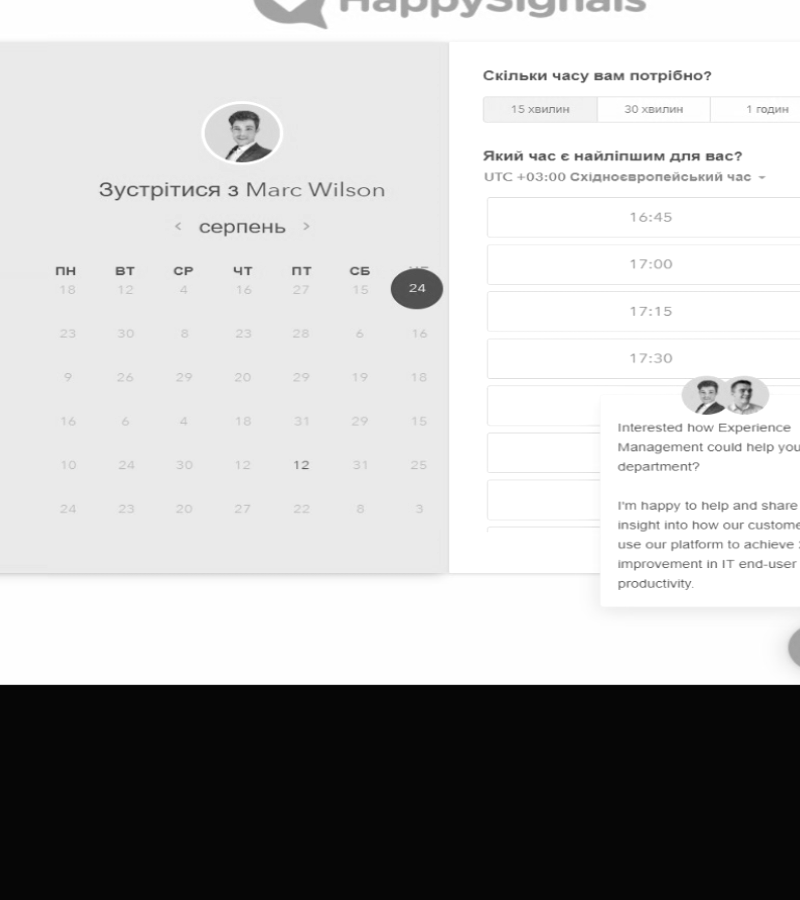 HappySignals
Зустрітися з Marc Wilson
серпень
ПН ВТ СР ЧТ ПТ СБ
18 12 4 16 27 15 24
23 30 8 23 28 6 16
9 26 29 20 29 19 18
16 6 4 18 31 29 15
10 24 30 12 12 31 25
24 23 20 27 22 8 3
Скільки часу вам потрібно?
15 хвилин 30 хвилин 1 годин
Який час є найліпшим для вас?
UTC +03:00 Східноєвропейський час
16:45
17:00
17:15
17:30
Interested how Experience
Management could help you
department?
I'm happy to help and share
insight into how our custome
use our platform to achieve
improvement in IT end-user
productivity.